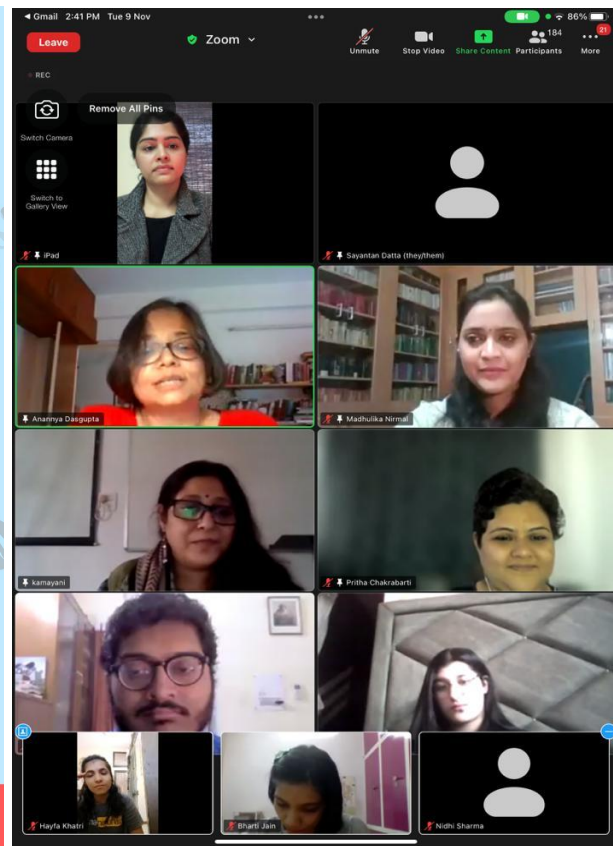 Gmail 2:41 PM Tue 9 Nov
86%
Leave
Zoom
Unmute
Stop Video
Share Content
184
Participants
21
More
REC
Remove All Pins
Switch Camera
Switch to
Gallery View
iPad
Sayantan Datta (they/them)
Anannya Dasgupta
Madhulika Nirmal
kamayani
Pritha Chakrabarti
Hayfa Khatri
Bharti Jain
Nidhi Sharma